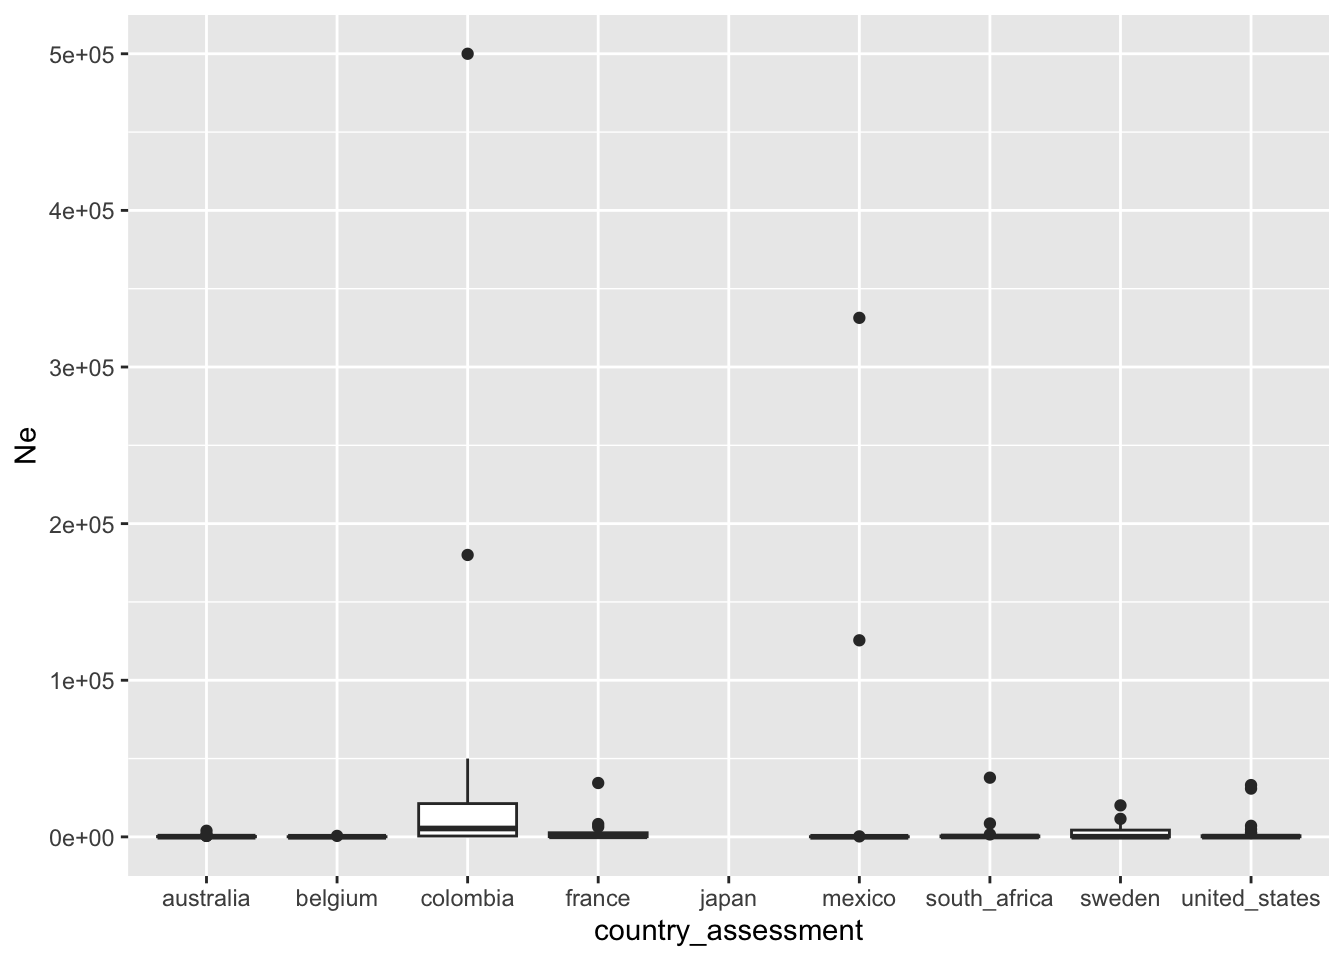 5e+05
4e+05
3e+05
2e+05
1e+05
0e+00
Ne
australia belgium colombia france japan mexico south_africa sweden united_states
country_assessment